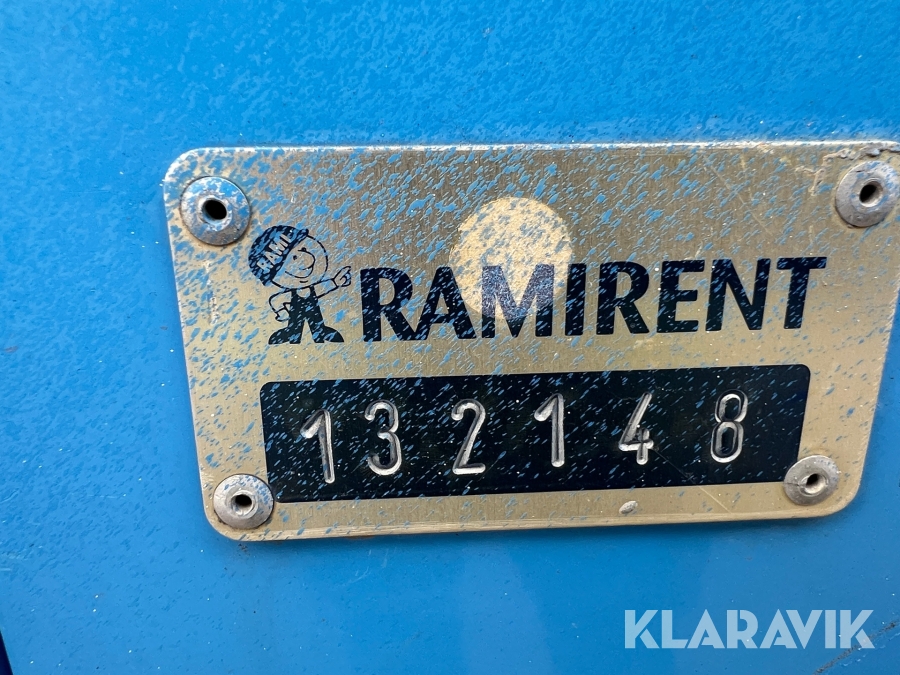 RAMI
RAMIRENT
132148
KLARAVIK